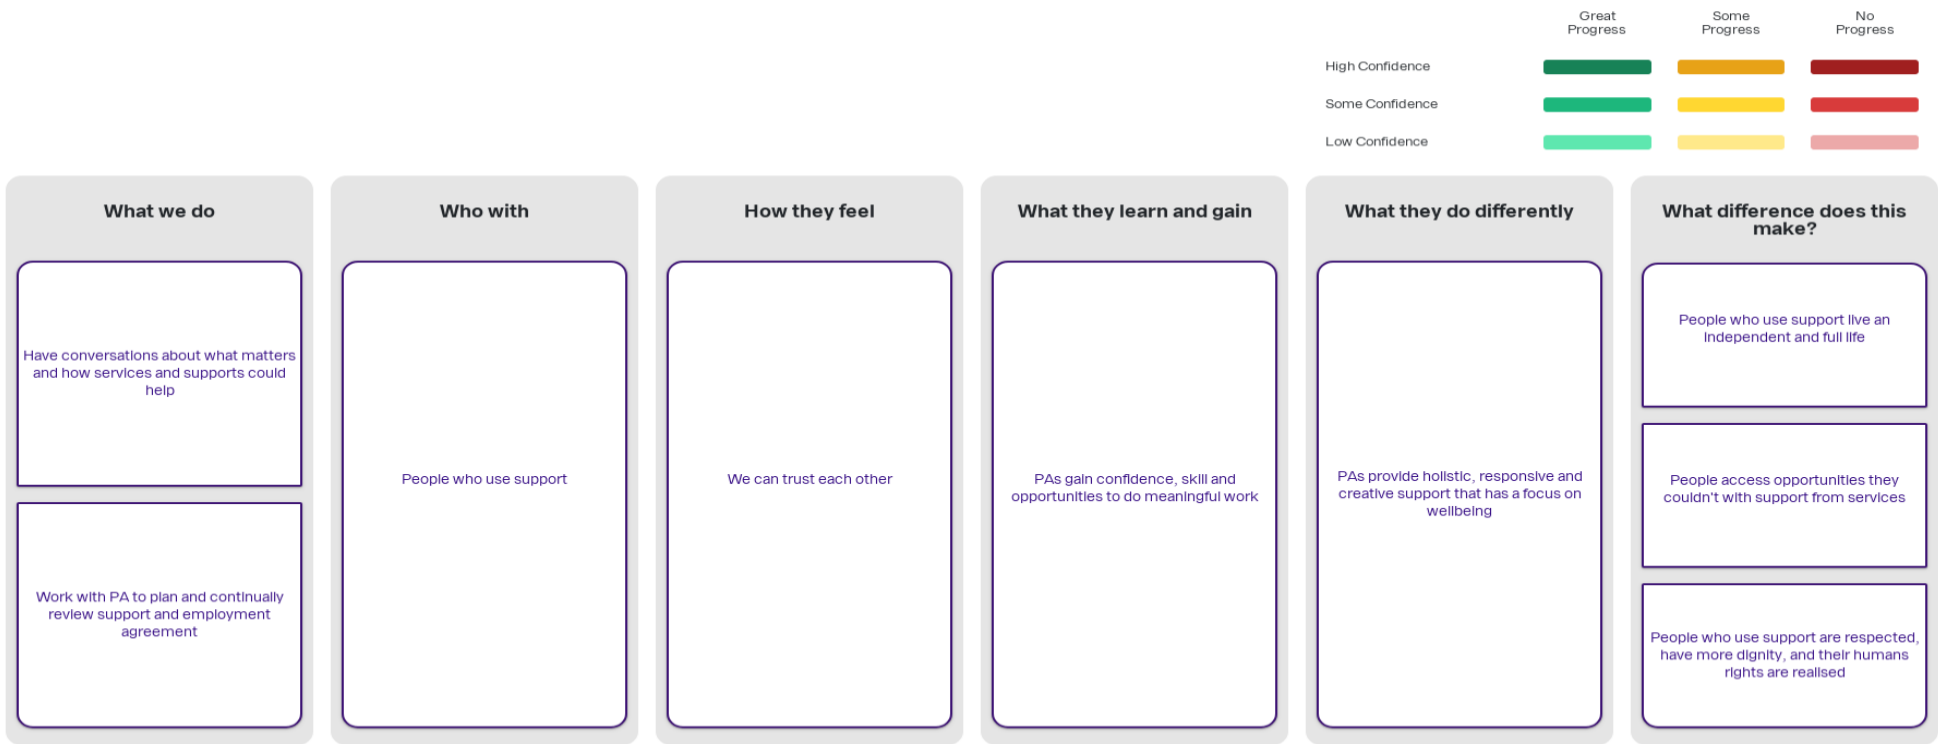 Great
Progress
Some
Progress
No
Progress
High Confidence
Some Confidence
Low Confidence
What we do
Have conversations about what matters
and how services and supports could
help
Work with PA to plan and continually
review support and employment
agreement
Who with
People who use support
How they feel
We can trust each other
What they learn and gain
PAs gain confidence, skill and
opportunities to do meaningful work
What they do differently
PAs provide holistic, responsive and
creative support that has a focus on
wellbeing
What difference does this
make?
People who use support live an
independent and full life
People access opportunities they
couldn't with support from services
People who use support are respected,
have more dignity, and their humans
rights are realised